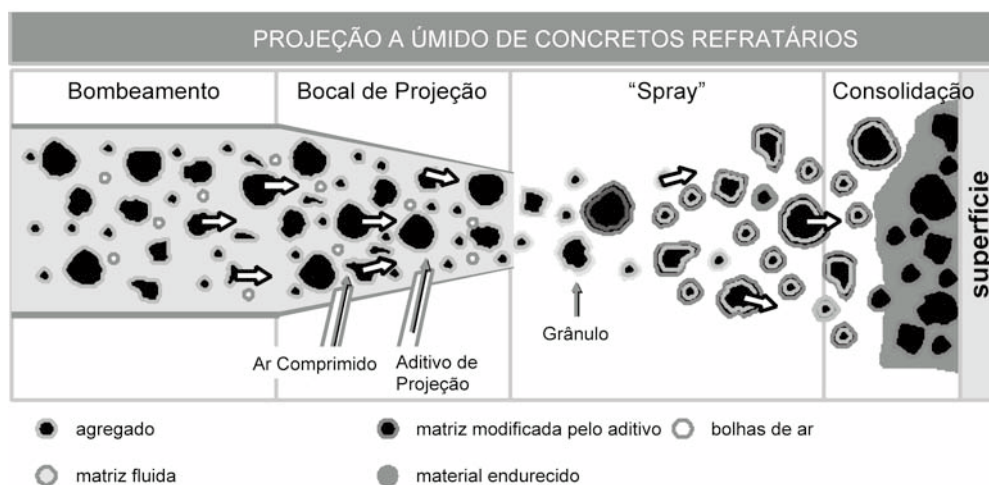 PROJEÇÃO A ÚMIDO DE CONCRETOS REFRATÁRIOS
Bombeamento
Bocal de Projeção
“Spray”
Consolidação
superfície
Grânulo
Ar Comprimido
Aditivo de
Projeção
agregado
matriz modificada pelo aditivo
bolhas de ar
matriz fluida
material endurecido